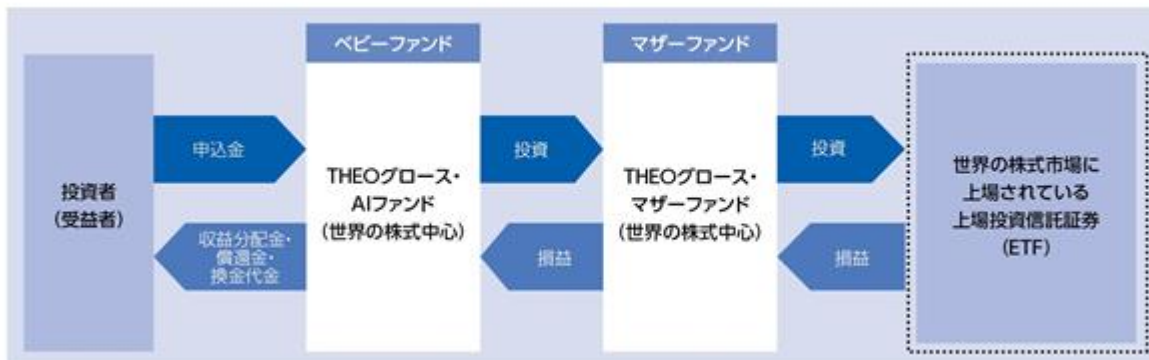 投資者
(受益者)
申込金
収益分配金・
償還金・
換金代金
ベビーファンド
THEOグロース・
AIファンド
(世界の株式中心)
投資
損益
マザーファンド
THEOグロース・
マザーファンド
(世界の株式中心)
投資
損益
世界の株式市場に
上場されている
上場投資信託証券
(ETF)